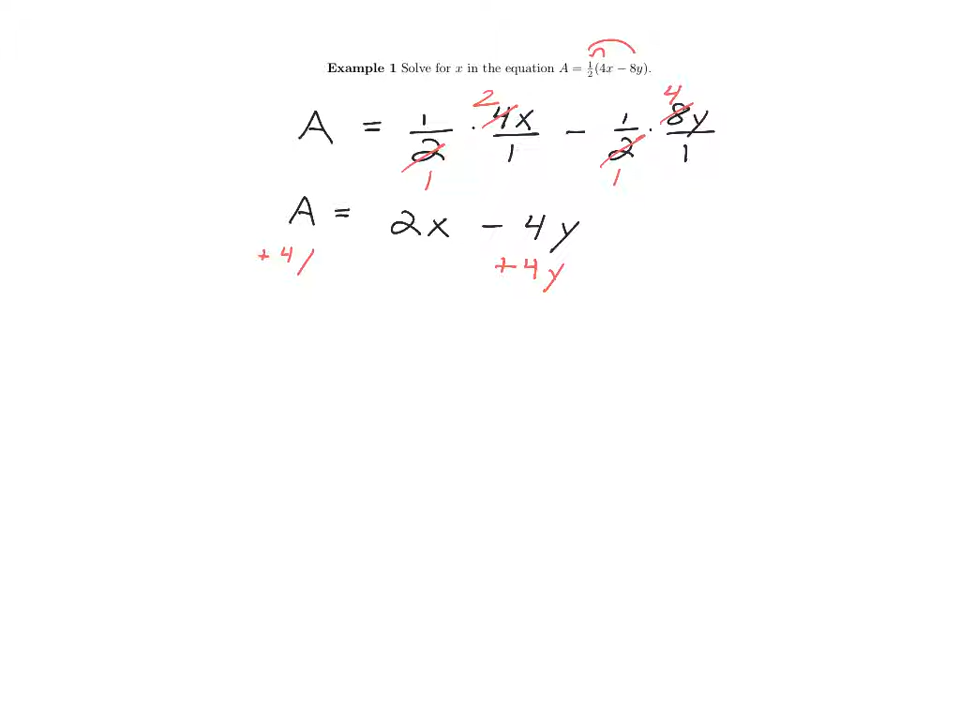 Example 1 Solve for x in the equation A = 1/2(4x − 8y).
2 4
A = 1/2 · 4x/1 − 1/2 · 8y/1
1 1
A = 2x − 4y
+4/ +4y